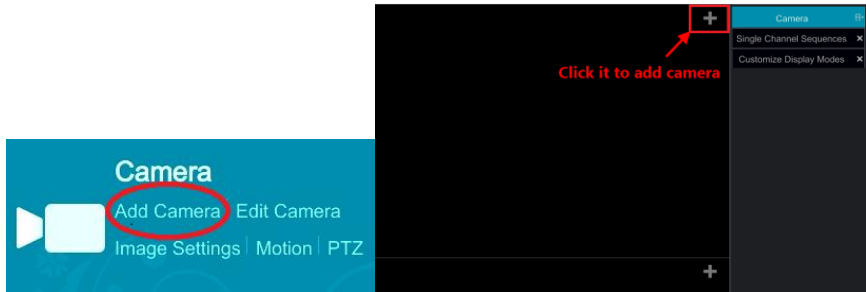 Camera
Add Camera Edit Camera
Image Settings Motion PTZ
Click it to add camera
Camera
Single Channel Sequences
Customize Display Modes